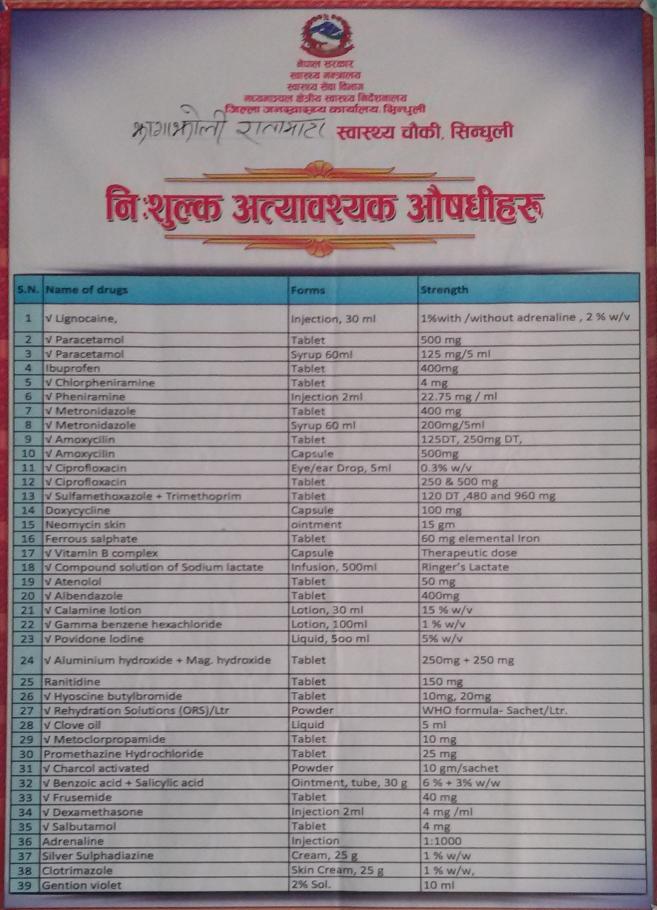 नेपाल सरकार
स्वास्थ्य मन्त्रालय
स्वास्थ्य सेवा विभाग
मध्यमाञ्चल क्षेत्रीय स्वास्थ्य निर्देशनालय
जिल्ला जनस्वास्थ्य कार्यालय, सिन्धुली
झागाझोली रातामाटा स्वास्थ्य चौकी, सिन्धुली
निःशुल्क अत्यावश्यक औषधीहरू
S.N. Name of drugs Forms Strength
1 √ Lignocaine, Injection, 30 ml 1%with /without adrenaline , 2 % w/v
2 √ Paracetamol Tablet 500 mg
3 √ Paracetamol Syrup 60ml 125 mg/5 ml
4 Ibuprofen Tablet 400mg
5 √ Chlorpheniramine Tablet 4 mg
6 √ Pheniramine Injection 2ml 22.75 mg / ml
7 √ Metronidazole Tablet 400 mg
8 √ Metronidazole Syrup 60 ml 200mg/5ml
9 √ Amoxycilin Tablet 125DT, 250mg DT,
10 √ Amoxycilin Capsule 500mg
11 √ Ciprofloxacin Eye/ear Drop, 5ml 0.3% w/v
12 √ Ciprofloxacin Tablet 250 & 500 mg
13 √ Sulfamethoxazole + Trimethoprim Tablet 120 DT ,480 and 960 mg
14 Doxycycline Capsule 100 mg
15 Neomycin skin ointment 15 gm
16 Ferrous salphate Tablet 60 mg elemental Iron
17 √ Vitamin B complex Capsule Therapeutic dose
18 √ Compound solution of Sodium lactate Infusion, 500ml Ringer's Lactate
19 √ Atenolol Tablet 50 mg
20 √ Albendazole Tablet 400mg
21 √ Calamine lotion Lotion, 30 ml 15 % w/v
22 √ Gamma benzene hexachloride Lotion, 100ml 1 % w/v
23 √ Povidone Iodine Liquid, 5oo ml 5% w/v
24 √ Aluminium hydroxide + Mag. hydroxide Tablet 250mg + 250 mg
25 Ranitidine Tablet 150 mg
26 √ Hyoscine butylbromide Tablet 10mg, 20mg
27 √ Rehydration Solutions (ORS)/Ltr Powder WHO formula- Sachet/Ltr.
28 √ Clove oil Liquid 5 ml
29 √ Metoclorpropamide Tablet 10 mg
30 Promethazine Hydrochloride Tablet 25 mg
31 √ Charcol activated Powder 10 gm/sachet
32 √ Benzoic acid + Salicylic acid Ointment, tube, 30 g 6 % + 3% w/w
33 √ Frusemide Tablet 40 mg
34 √ Dexamethasone Injection 2ml 4 mg /ml
35 √ Salbutamol Tablet 4 mg
36 Adrenaline Injection 1:1000
37 Silver Sulphadiazine Cream, 25 g 1 % w/w
38 Clotrimazole Skin Cream, 25 g 1 % w/w,
39 Gention violet 2% Sol. 10 ml